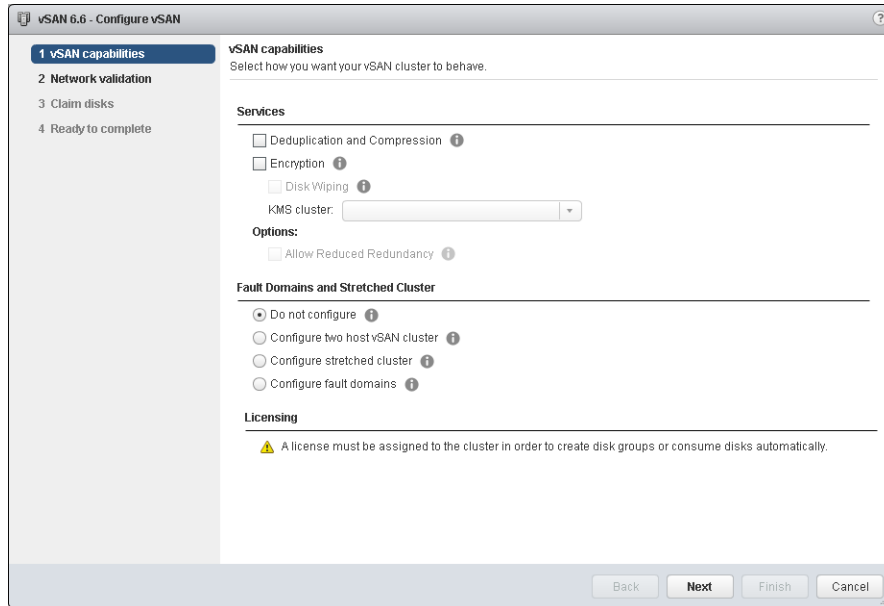 vSAN 6.6 - Configure vSAN
?
1 vSAN capabilities
2 Network validation
3 Claim disks
4 Ready to complete
vSAN capabilities
Select how you want your vSAN cluster to behave.
Services
Deduplication and Compression
Encryption
Disk Wiping
KMS cluster:
Options:
Allow Reduced Redundancy
Fault Domains and Stretched Cluster
Do not configure
Configure two host vSAN cluster
Configure stretched cluster
Configure fault domains
Licensing
A license must be assigned to the cluster in order to create disk groups or consume disks automatically.
Back Next Finish Cancel